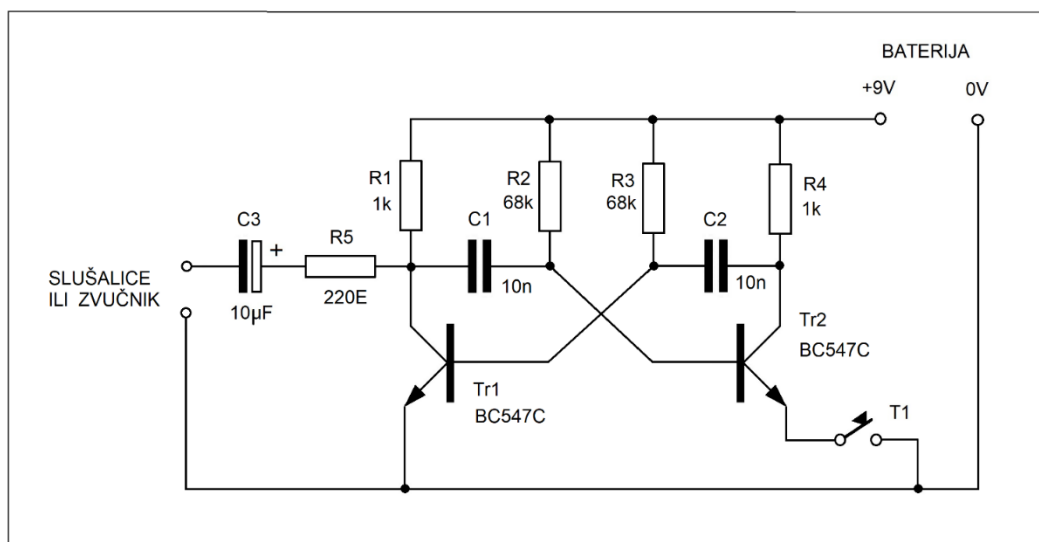 BATERIJA
+9V
0V
R1
1k
R2
68k
R3
68k
R4
1k
C3
+
10µF
R5
220E
C1
10n
C2
10n
SLUŠALICE
ILI ZVUČNIK
Tr1
BC547C
Tr2
BC547C
T1